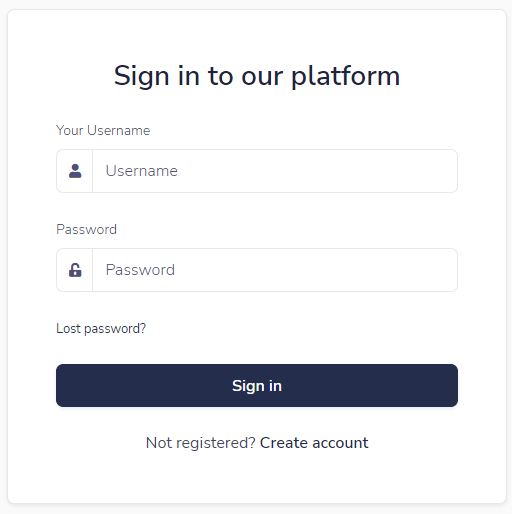 Sign in to our platform
Your Username
Username
Password
Password
Lost password?
Sign in
Not registered? Create account